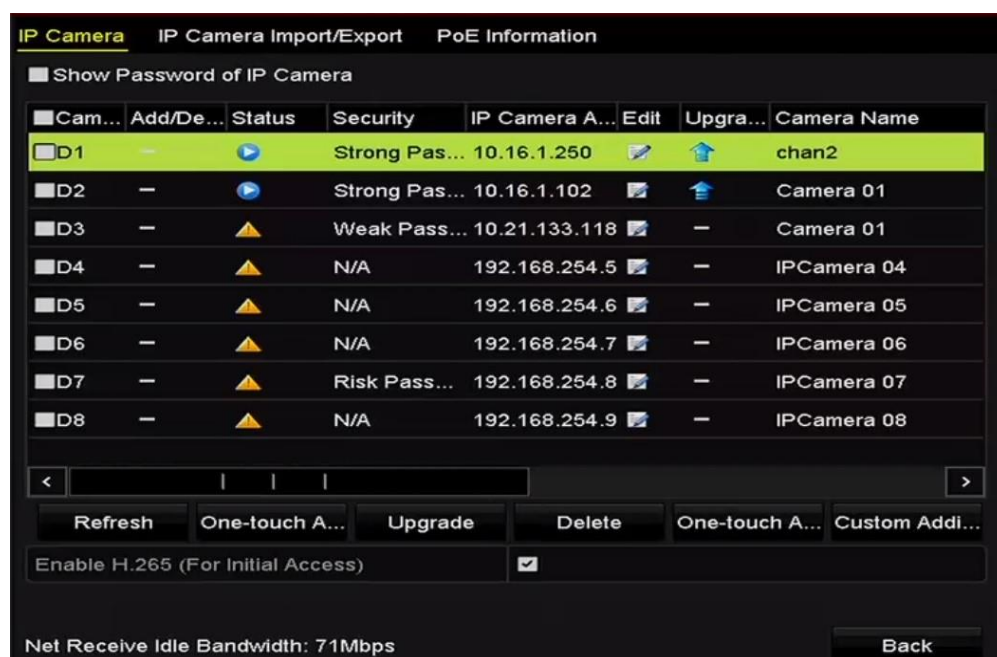 IP Camera IP Camera Import/Export PoE Information
Show Password of IP Camera
Cam... Add/De... Status Security IP Camera A... Edit Upgra... Camera Name
D1 – Strong Pas... 10.16.1.250 chan2
D2 – Strong Pas... 10.16.1.102 Camera 01
D3 – Weak Pass... 10.21.133.118 – Camera 01
D4 – N/A 192.168.254.5 – IPCamera 04
D5 – N/A 192.168.254.6 – IPCamera 05
D6 – N/A 192.168.254.7 – IPCamera 06
D7 – Risk Pass... 192.168.254.8 – IPCamera 07
D8 – N/A 192.168.254.9 – IPCamera 08
< >
Refresh One-touch A... Upgrade Delete One-touch A... Custom Addi...
Enable H.265 (For Initial Access)
Net Receive Idle Bandwidth: 71Mbps Back